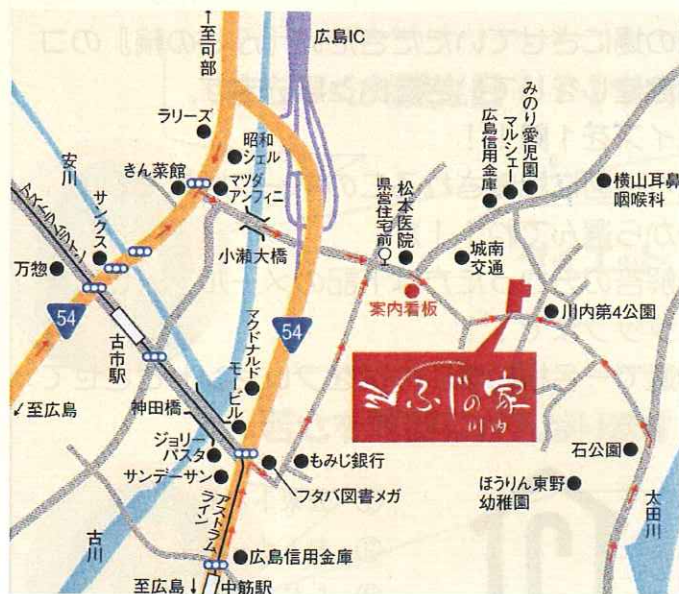 ↑至可部
広島IC
ラリーズ
昭和
シェル
きん菜館
マツダ
アンフィニ
安川
アストラムライン
サンクス
万惣
小瀬大橋
県営住宅前
松本医院
広島信用金庫
マルシェー
みのり愛児園
横山耳鼻
咽喉科
城南
交通
案内看板
川内第4公園
54
54
古市駅
マクドナルド
モービル
ふじの家
川内
↙至広島
神田橋
ジョリー
パスタ
サンデーサン
もみじ銀行
フタバ図書メガ
石公園
ほうりん東野
幼稚園
太田川
古川
アストラム
ライン
広島信用金庫
至広島↓
中筋駅